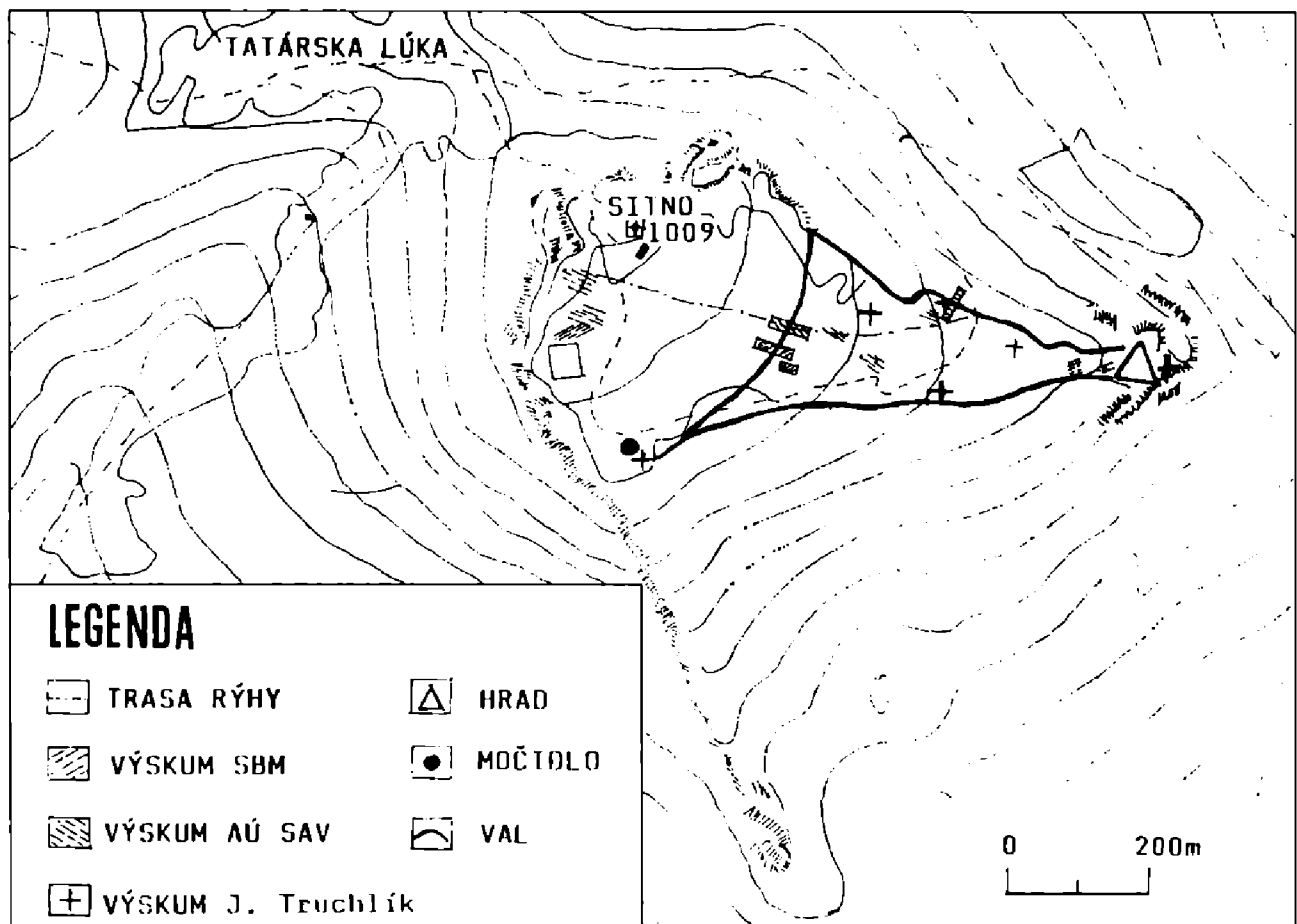 TATÁRSKA LÚKA
SITNO
1009
LEGENDA
TRASA RÝHY
HRAD
VÝSKUM SBM
MOČIDLO
VÝSKUM AÚ SAV
VAL
VÝSKUM J. Truchlík
0 200m